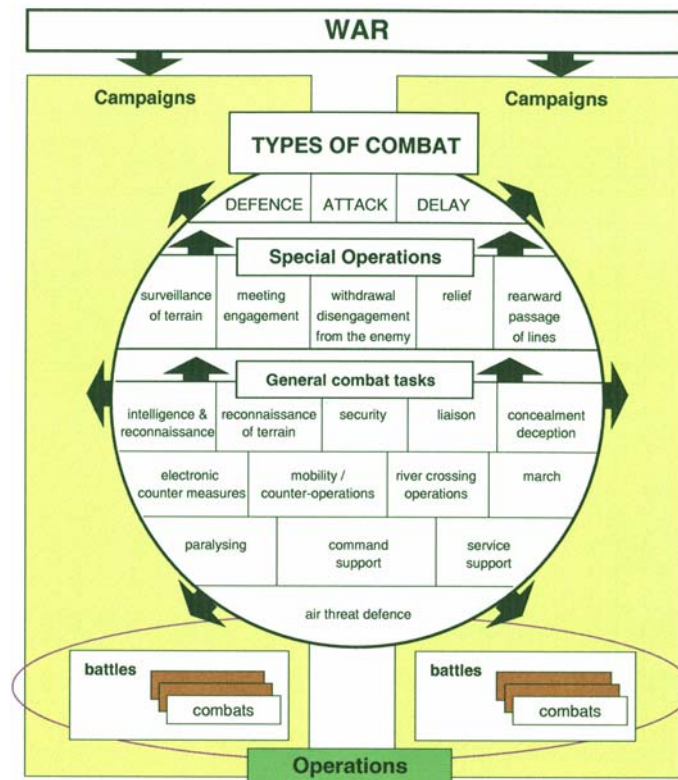 WAR
Campaigns
Campaigns
TYPES OF COMBAT
DEFENCE
ATTACK
DELAY
Special Operations
surveillance
of terrain
meeting
engagement
withdrawal
disengagement
from the enemy
relief
rearward
passage
of lines
General combat tasks
intelligence &
reconnaissance
reconnaissance
of terrain
security
liaison
concealment
deception
electronic
counter measures
mobility /
counter-operations
river crossing
operations
march
paralysing
command
support
service
support
air threat defence
battles
combats
battles
combats
Operations